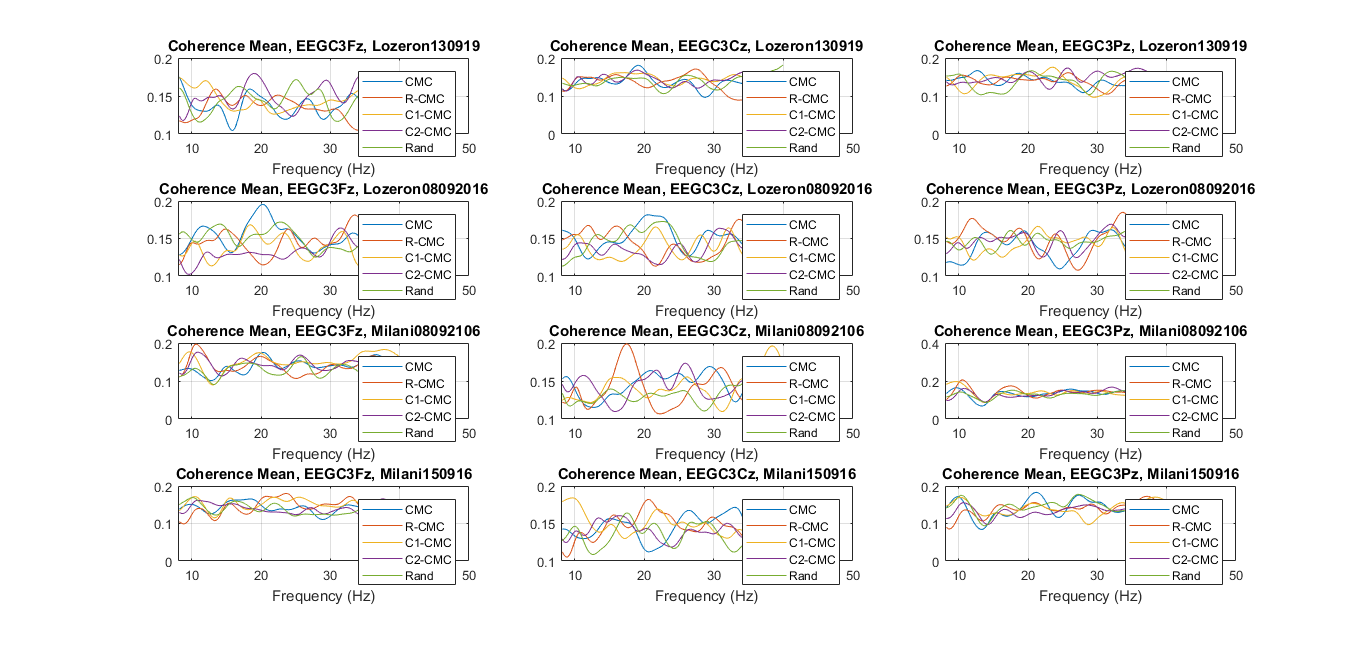 Coherence Mean, EEGC3Fz, Lozeron130919
0.2
0.15
0.1
10
20
30
50
Frequency (Hz)
CMC
R-CMC
C1-CMC
C2-CMC
Rand
Coherence Mean, EEGC3Cz, Lozeron130919
0.2
0.1
0
10
20
30
50
Frequency (Hz)
CMC
R-CMC
C1-CMC
C2-CMC
Rand
Coherence Mean, EEGC3Pz, Lozeron130919
0.2
0.1
0
10
20
30
50
Frequency (Hz)
CMC
R-CMC
C1-CMC
C2-CMC
Rand
Coherence Mean, EEGC3Fz, Lozeron08092016
0.2
0.15
0.1
10
20
30
50
Frequency (Hz)
CMC
R-CMC
C1-CMC
C2-CMC
Rand
Coherence Mean, EEGC3Cz, Lozeron08092016
0.2
0.15
0.1
10
20
30
50
Frequency (Hz)
CMC
R-CMC
C1-CMC
C2-CMC
Rand
Coherence Mean, EEGC3Pz, Lozeron08092016
0.2
0.15
0.1
10
20
30
50
Frequency (Hz)
CMC
R-CMC
C1-CMC
C2-CMC
Rand
Coherence Mean, EEGC3Fz, Milani08092106
0.2
0.1
0
10
20
30
50
Frequency (Hz)
CMC
R-CMC
C1-CMC
C2-CMC
Rand
Coherence Mean, EEGC3Cz, Milani08092106
0.2
0.15
0.1
10
20
30
50
Frequency (Hz)
CMC
R-CMC
C1-CMC
C2-CMC
Rand
Coherence Mean, EEGC3Pz, Milani08092106
0.4
0.2
0
10
20
30
50
Frequency (Hz)
CMC
R-CMC
C1-CMC
C2-CMC
Rand
Coherence Mean, EEGC3Fz, Milani150916
0.2
0.1
0
10
20
30
50
Frequency (Hz)
CMC
R-CMC
C1-CMC
C2-CMC
Rand
Coherence Mean, EEGC3Cz, Milani150916
0.2
0.15
0.1
10
20
30
50
Frequency (Hz)
CMC
R-CMC
C1-CMC
C2-CMC
Rand
Coherence Mean, EEGC3Pz, Milani150916
0.2
0.1
0
10
20
30
50
Frequency (Hz)
CMC
R-CMC
C1-CMC
C2-CMC
Rand